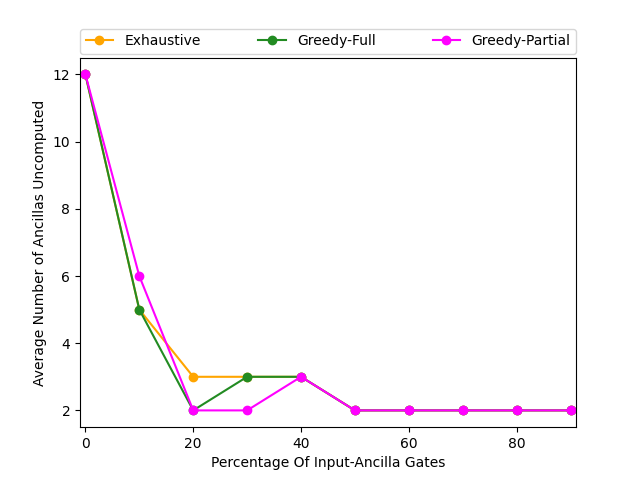 Exhaustive Greedy-Full Greedy-Partial
12
10
8
6
4
2
Average Number of Ancillas Uncomputed
0 20 40 60 80
Percentage Of Input-Ancilla Gates